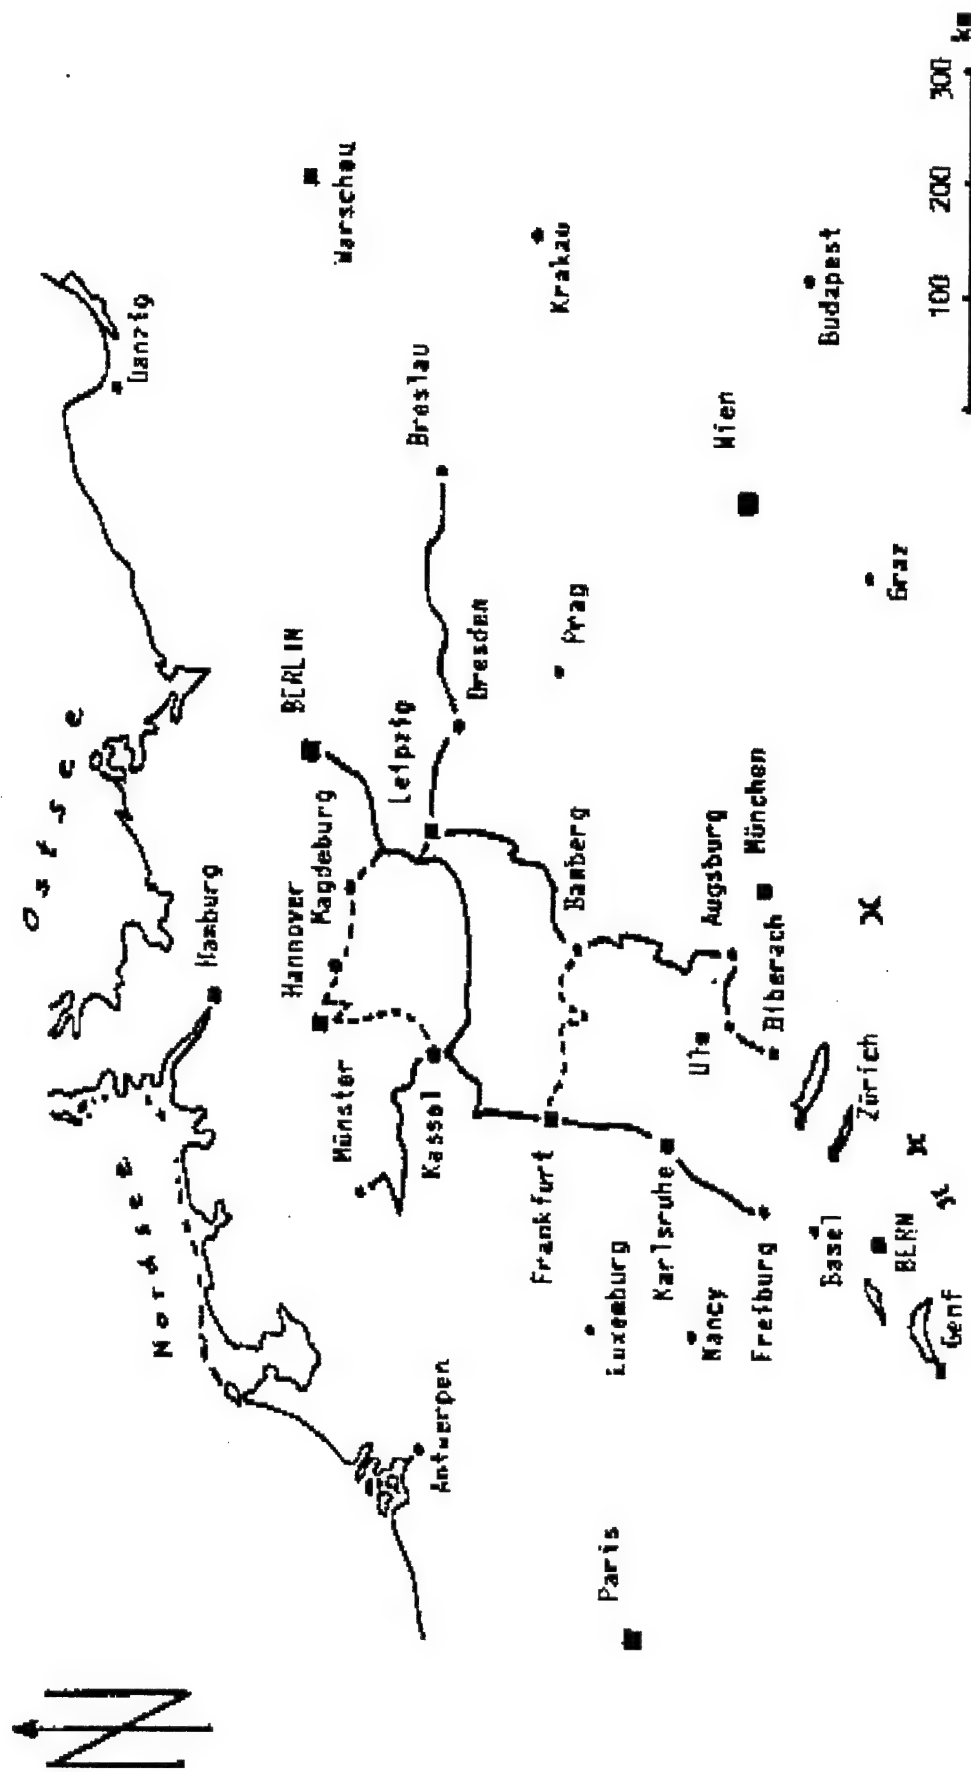 N
Ostsee
Nordsee
Danzig
Hamburg
Warschau
BERLIN
Hannover
Magdeburg
Münster
Kassel
Leipzig
Breslau
Dresden
Krakau
Prag
Antwerpen
Frankfurt
Bamberg
Paris
Luxemburg
Karlsruhe
Nancy
Freiburg
Ulm
Augsburg
München
Biberach
Wien
Budapest
Graz
Basel
Zürich
BERN
Genf
100 200 300 km